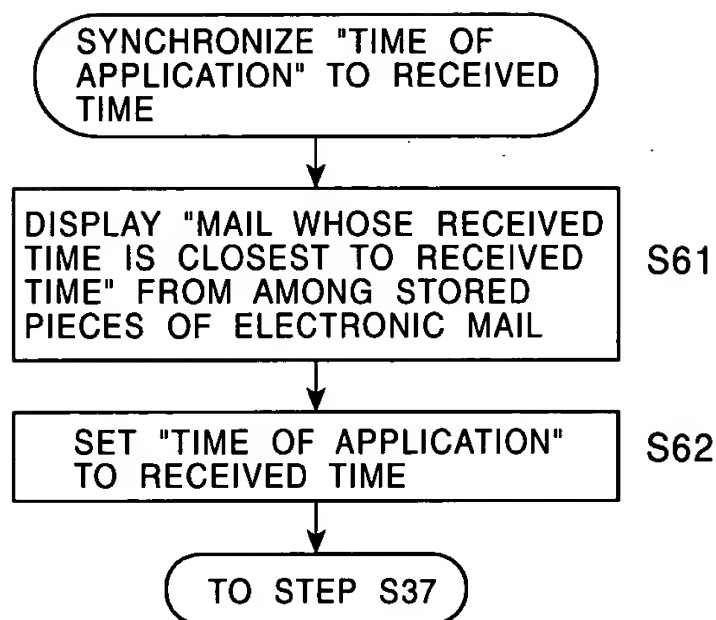 SYNCHRONIZE "TIME OF
APPLICATION" TO RECEIVED
TIME
DISPLAY "MAIL WHOSE RECEIVED
TIME IS CLOSEST TO RECEIVED
TIME" FROM AMONG STORED
PIECES OF ELECTRONIC MAIL
S61
SET "TIME OF APPLICATION"
TO RECEIVED TIME
S62
TO STEP S37